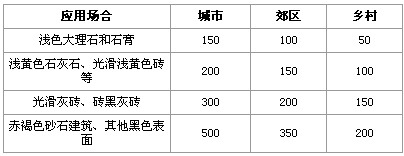 应用场合 城市 郊区 乡村
浅色大理石和石膏 150 100 50
浅黄色石灰石、光滑浅黄色砖
等 200 150 100
光滑灰砖、砖黑灰砖 300 200 150
赤褐色砂石建筑、其他黑色表
面 500 350 200